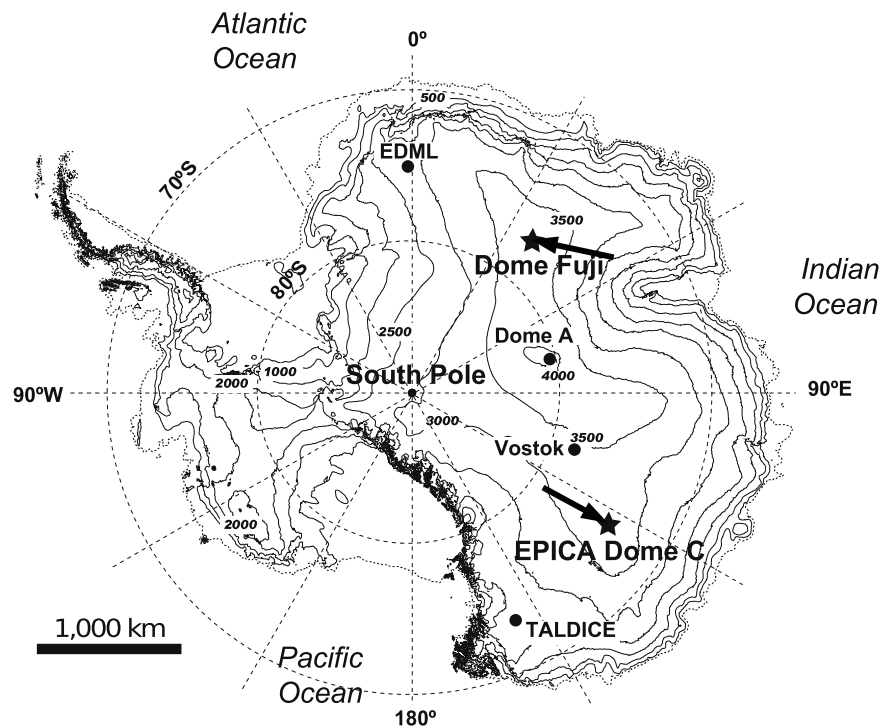 Atlantic
Ocean
0º
500
EDML
70ºS
3500
Dome Fuji
80ºS
Indian
Ocean
2500
Dome A
1000
2000
South Pole
4000
90ºW
90ºE
3000
Vostok
3500
2000
EPICA Dome C
1,000 km
TALDICE
Pacific
Ocean
180º